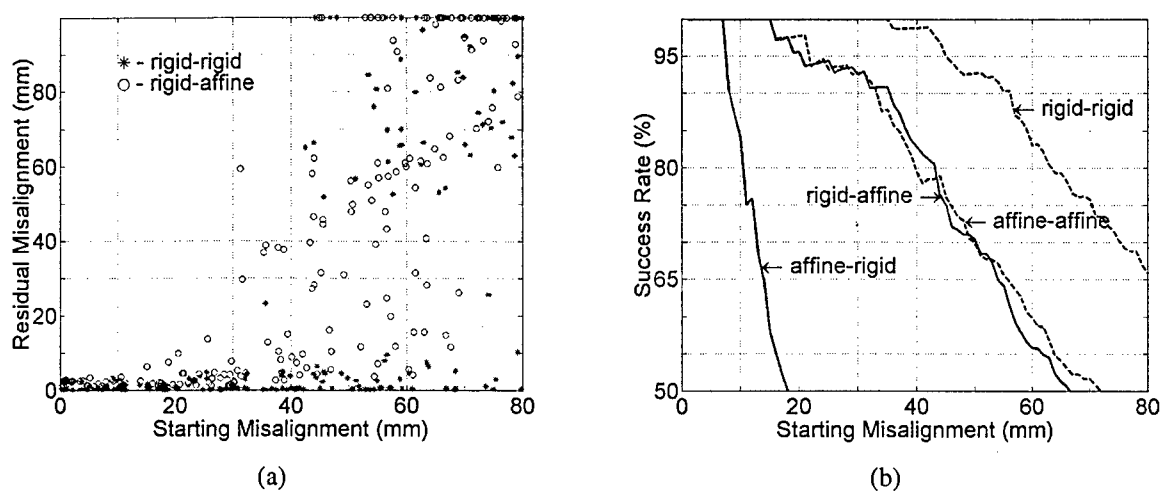 * - rigid-rigid
o - rigid-affine
Residual Misalignment (mm)
80
60
40
20
0
0 20 40 60 80
Starting Misalignment (mm)
(a)
95
80
65
50
Success Rate (%)
rigid-rigid
rigid-affine
affine-affine
affine-rigid
0 20 40 60 80
Starting Misalignment (mm)
(b)